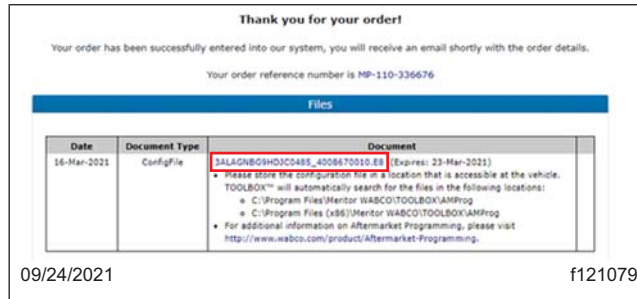 Thank you for your order!
Your order has been successfully entered into our system, you will receive an email shortly with the order details.
Your order reference number is MP-110-336676
Files
Date Document Type Document
16-Mar-2021 ConfigFile 3ALAGNBG9HDJC0485_4008670010.E8 (Expires: 23-Mar-2021)
• Please store the configuration file in a location that is accessible at the vehicle.
TOOLBOX™ will automatically search for the files in the following locations:
o C:\Program Files\Meritor WABCO\TOOLBOX\AMProg
o C:\Program Files (x86)\Meritor WABCO\TOOLBOX\AMProg
• For additional information on Aftermarket Programming, please visit
http://www.wabco.com/product/Aftermarket-Programming.
09/24/2021 f121079